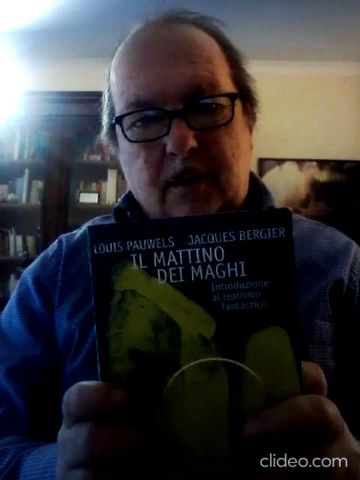 LOUIS PAUWELS JACQUES BERGIER
IL MATTINO
DEI MAGHI
Introduzione
al realismo
fantastico
clideo.com